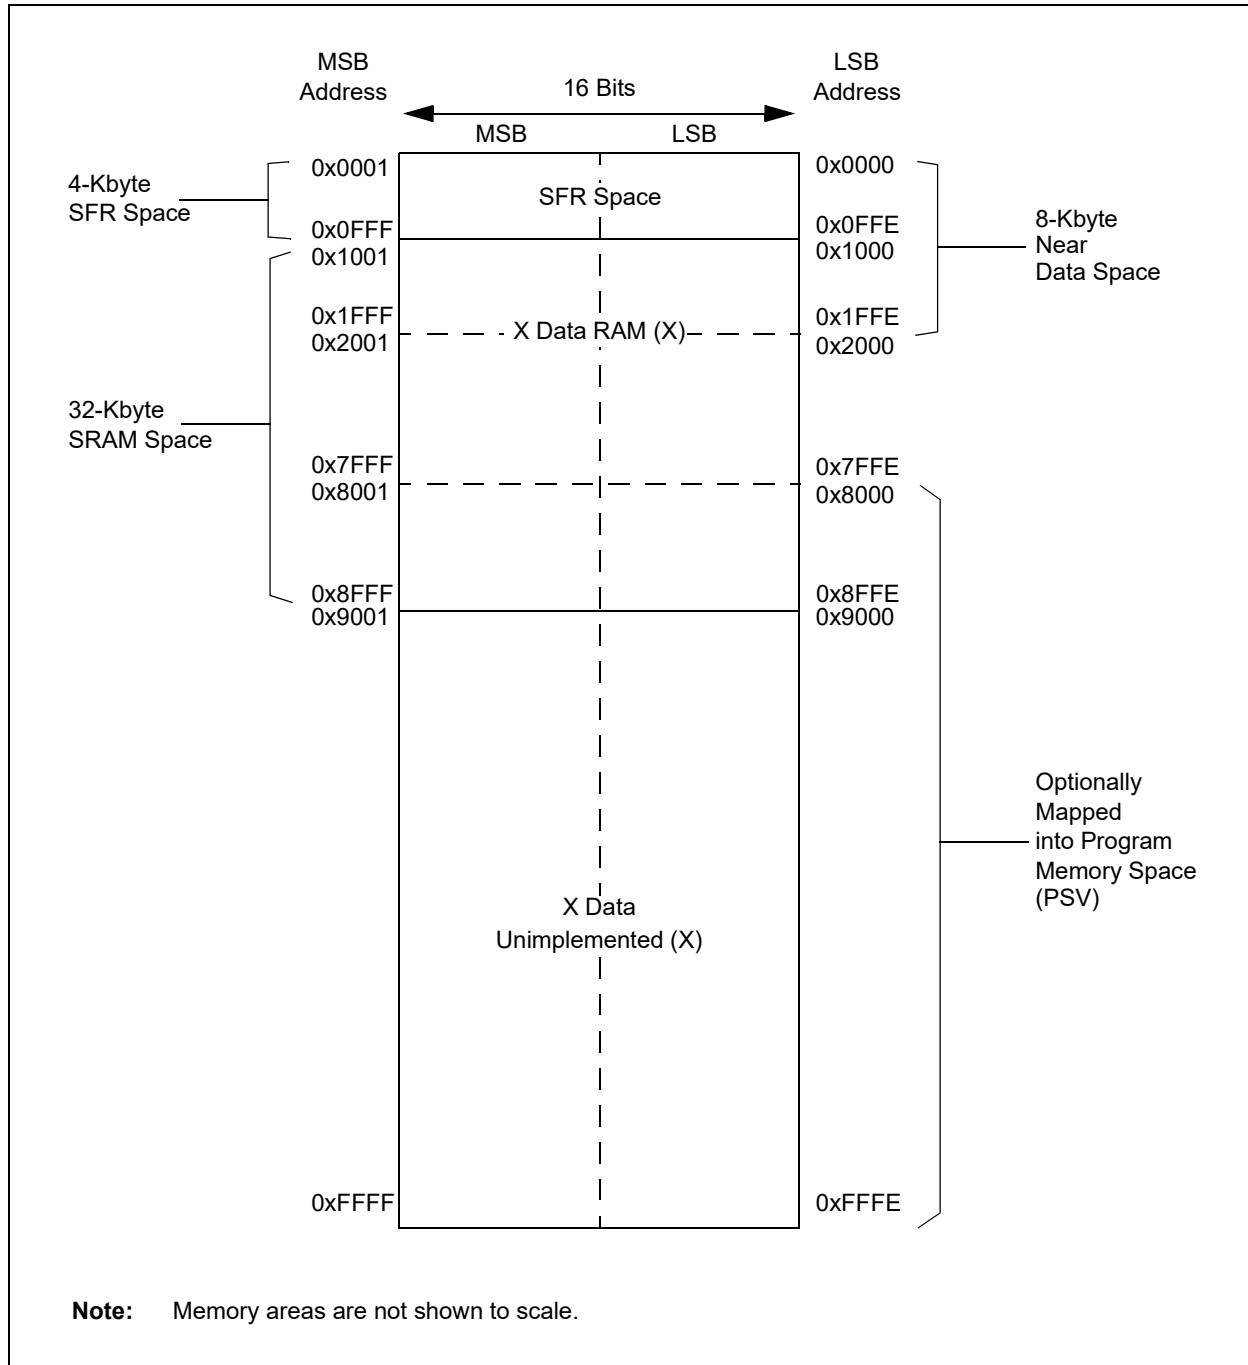 MSB
Address
LSB
Address
16 Bits
MSB
LSB
4-Kbyte
SFR Space
0x0001
0x0FFF
0x1001
SFR Space
0x0000
0x0FFE
0x1000
8-Kbyte
Near
Data Space
0x1FFF
0x2001
X Data RAM (X)
0x1FFE
0x2000
32-Kbyte
SRAM Space
0x7FFF
0x8001
0x7FFE
0x8000
0x8FFF
0x9001
0x8FFE
0x9000
Optionally
Mapped
into Program
Memory Space
(PSV)
X Data
Unimplemented (X)
0xFFFF
0xFFFE
Note: Memory areas are not shown to scale.